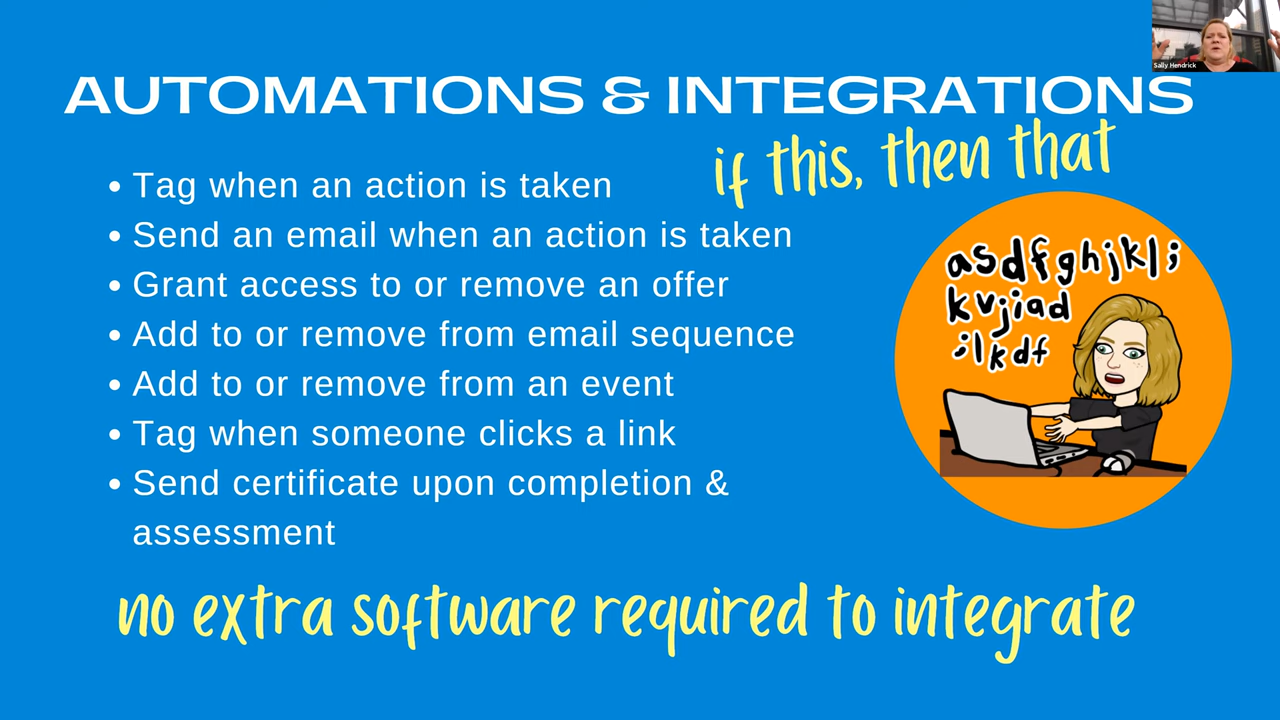 Sally Hendrick
AUTOMATIONS & INTEGRATIONS
if this, then that
• Tag when an action is taken
• Send an email when an action is taken
• Grant access to or remove an offer
• Add to or remove from email sequence
• Add to or remove from an event
• Tag when someone clicks a link
• Send certificate upon completion &
assessment
asdfghjkl;
kvjiad
;lkdf
no extra software required to integrate